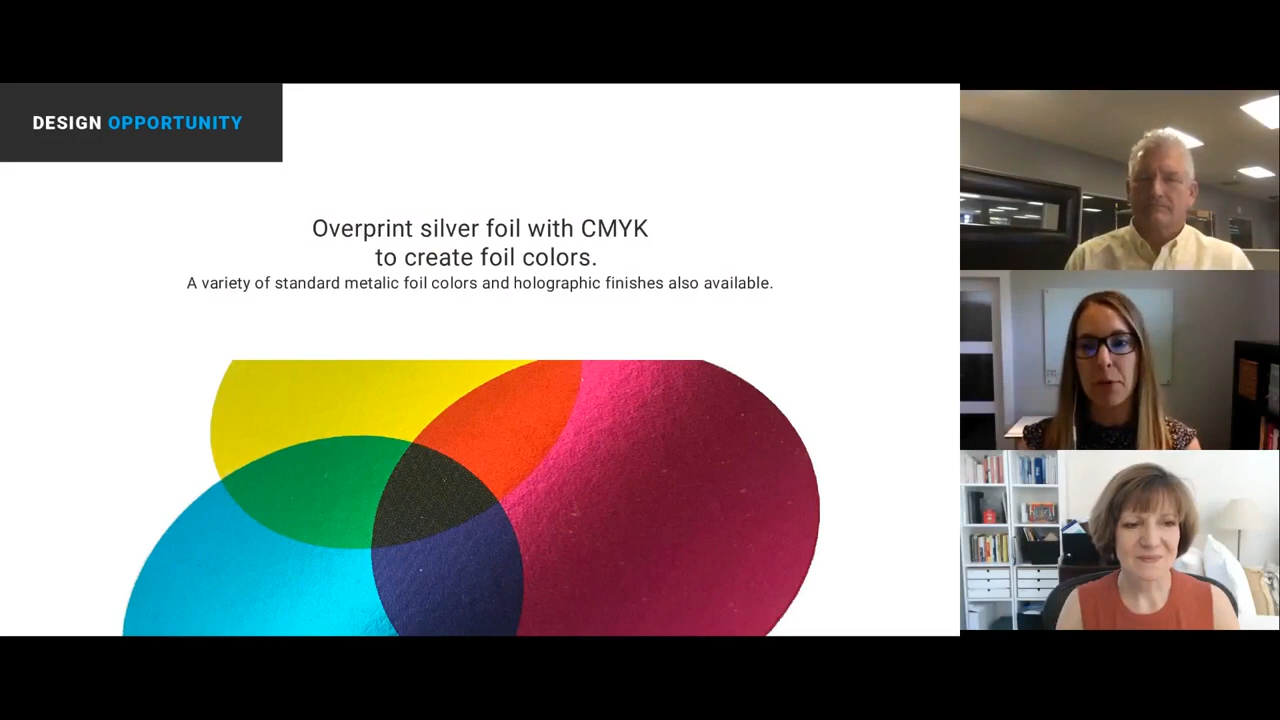 DESIGN OPPORTUNITY
Overprint silver foil with CMYK
to create foil colors.
A variety of standard metalic foil colors and holographic finishes also available.